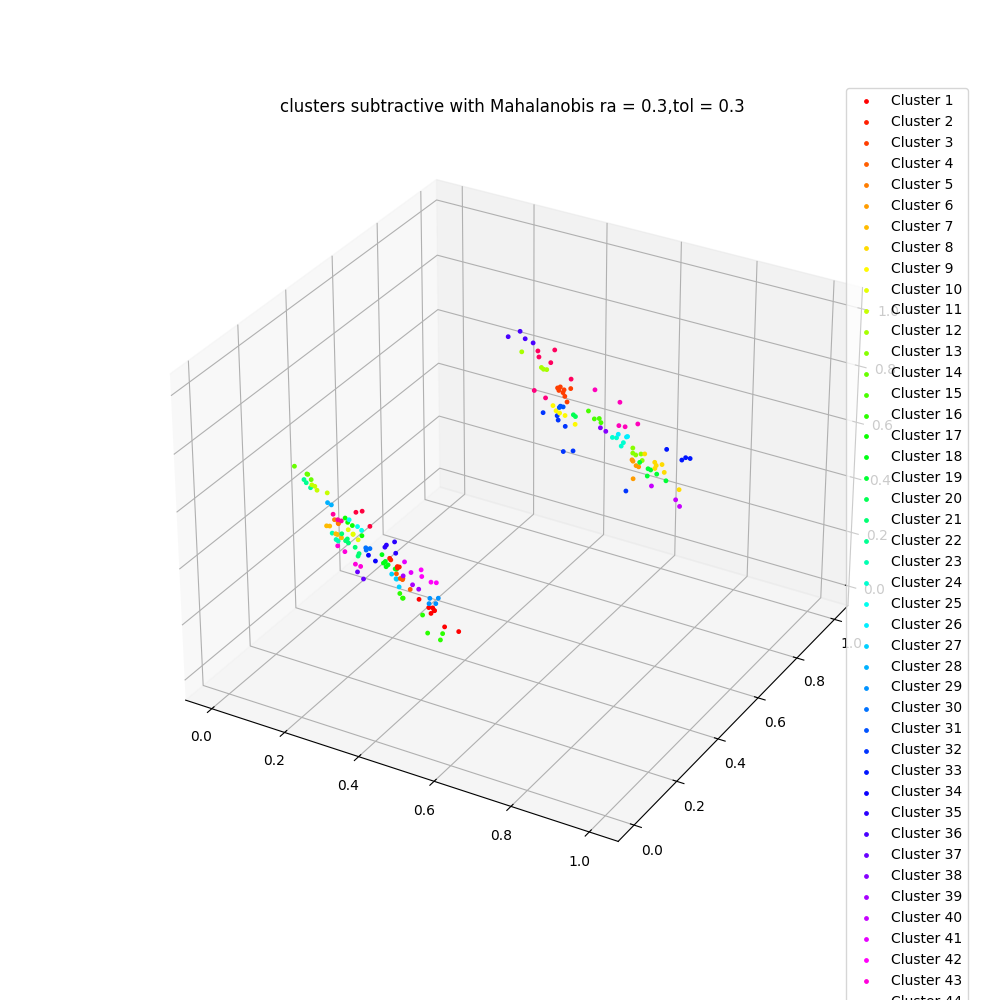 clusters subtractive with Mahalanobis ra = 0.3,tol = 0.3
Cluster 1
Cluster 2
Cluster 3
Cluster 4
Cluster 5
Cluster 6
Cluster 7
Cluster 8
Cluster 9
Cluster 10
Cluster 11
Cluster 12
Cluster 13
Cluster 14
Cluster 15
Cluster 16
Cluster 17
Cluster 18
Cluster 19
Cluster 20
Cluster 21
Cluster 22
Cluster 23
Cluster 24
Cluster 25
Cluster 26
Cluster 27
Cluster 28
Cluster 29
Cluster 30
Cluster 31
Cluster 32
Cluster 33
Cluster 34
Cluster 35
Cluster 36
Cluster 37
Cluster 38
Cluster 39
Cluster 40
Cluster 41
Cluster 42
Cluster 43
Cluster 44
0.0
0.2
0.4
0.6
0.8
1.0
0.0
0.2
0.4
0.6
0.8
1.0
0.0
0.2
0.4
0.6
0.8
1.0